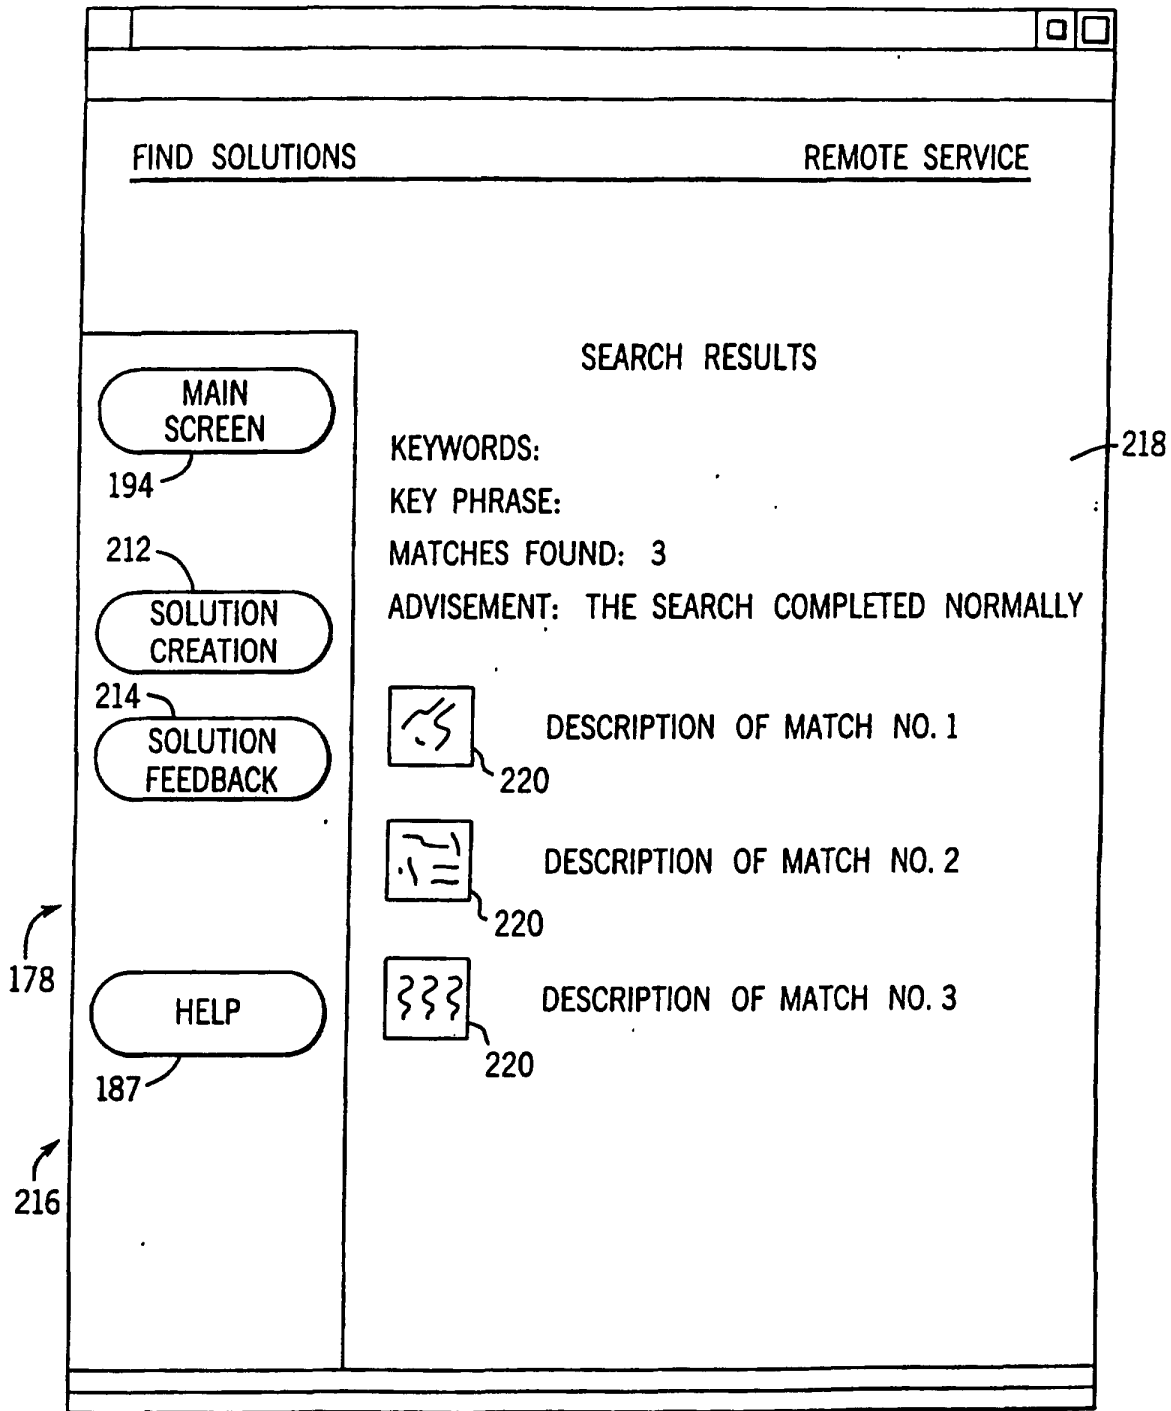 FIND SOLUTIONS REMOTE SERVICE
SEARCH RESULTS
MAIN
SCREEN
194
KEYWORDS:
218
KEY PHRASE:
MATCHES FOUND: 3
ADVISEMENT: THE SEARCH COMPLETED NORMALLY
212
SOLUTION
CREATION
214
SOLUTION
FEEDBACK
DESCRIPTION OF MATCH NO. 1
220
DESCRIPTION OF MATCH NO. 2
220
178
HELP
187
DESCRIPTION OF MATCH NO. 3
220
216